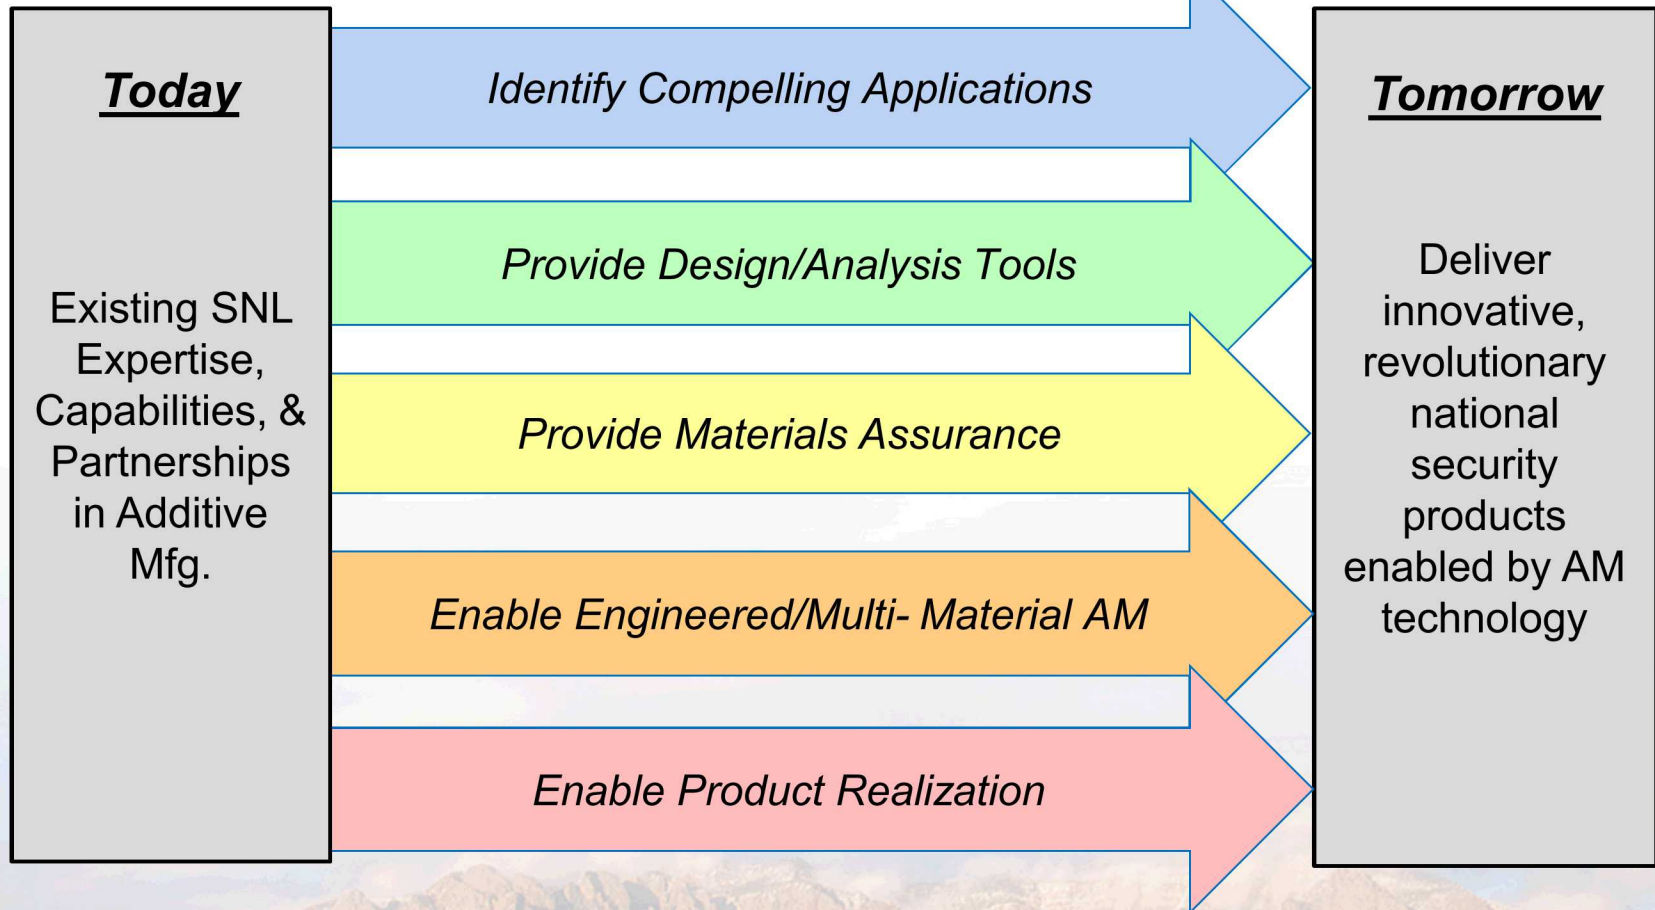 Today
Existing SNL
Expertise,
Capabilities, &
Partnerships
in Additive
Mfg.
Identify Compelling Applications
Provide Design/Analysis Tools
Provide Materials Assurance
Enable Engineered/Multi- Material AM
Enable Product Realization
Tomorrow
Deliver
innovative,
revolutionary
national
security
products
enabled by AM
technology